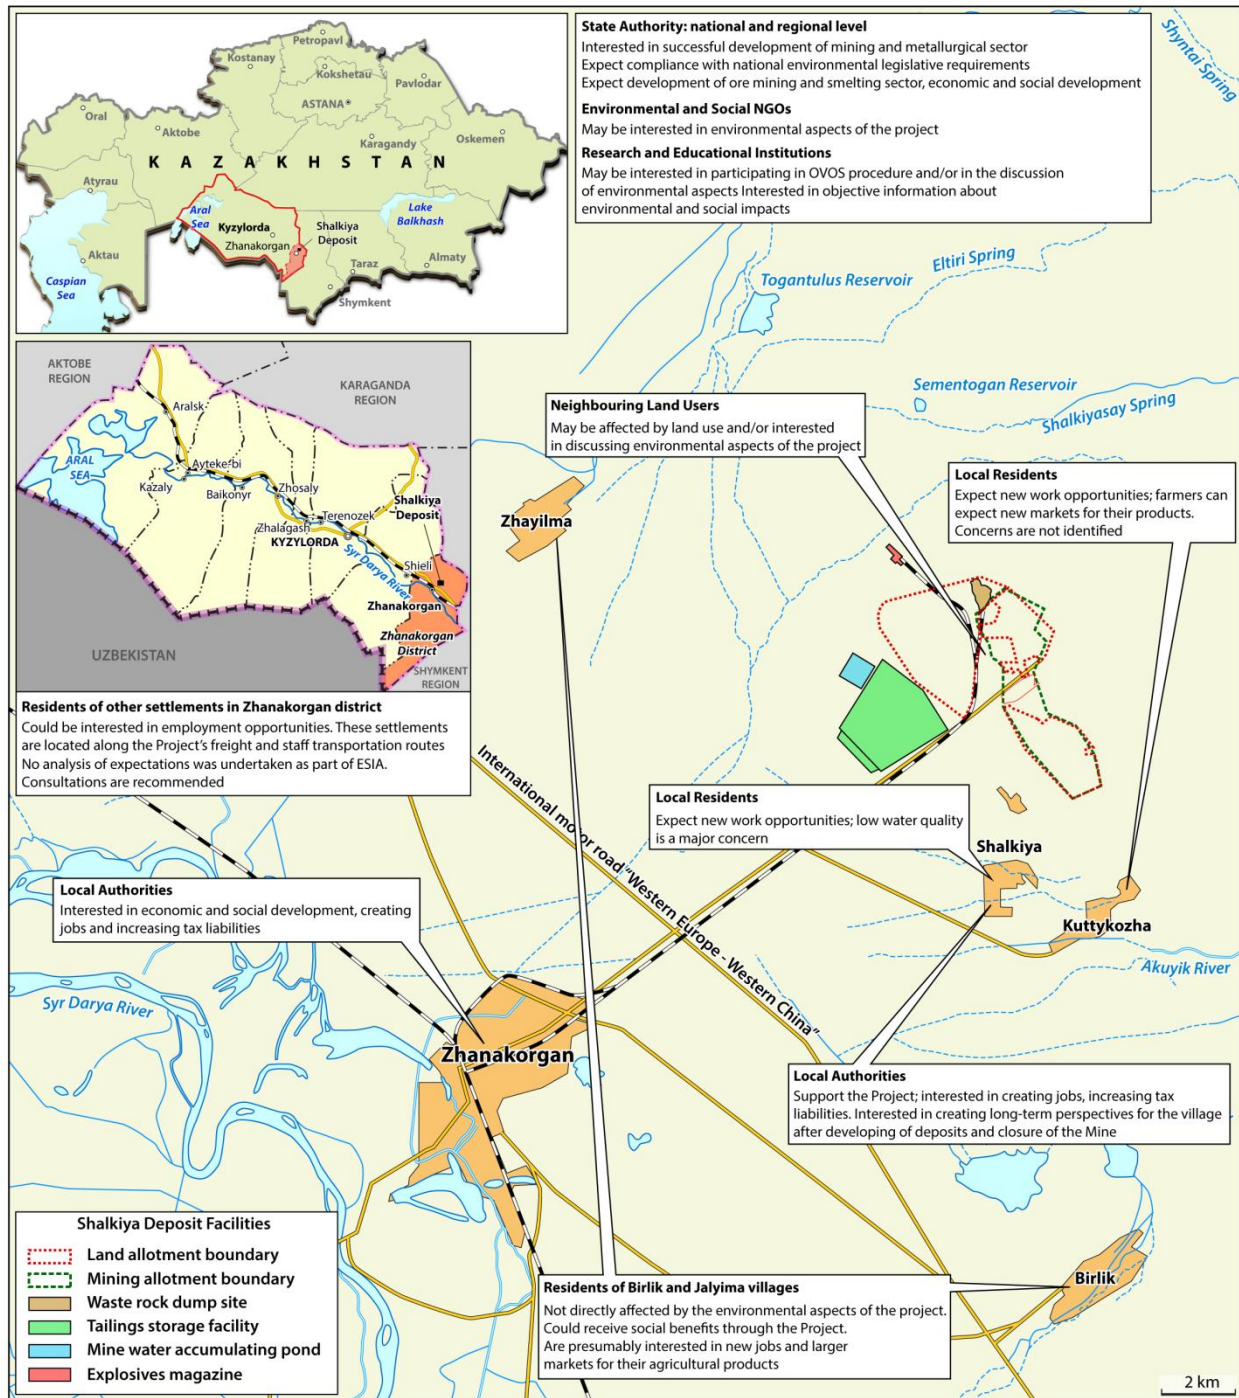 Petropavl
Kostanay
Kokshetau
Pavlodar
ASTANA
Oral
Aktobe
Karagandy
Oskemen
KAZAKHSTAN
Atyrau
Aral
Sea
Kyzylorda
Zhanakorgan
Shalkiya
Deposit
Lake
Balkhash
Aktau
Taraz
Almaty
Caspian
Sea
Shymkent
State Authority: national and regional level
Interested in successful development of mining and metallurgical sector
Expect compliance with national environmental legislative requirements
Expect development of ore mining and smelting sector, economic and social development
Environmental and Social NGOs
May be interested in environmental aspects of the project
Research and Educational Institutions
May be interested in participating in OVOS procedure and/or in the discussion
of environmental aspects Interested in objective information about
environmental and social impacts
Shyntai Spring
Eltiri Spring
Togantulus Reservoir
Sementogan Reservoir
Shalkiyasay Spring
AKTOBE
REGION
KARAGANDA
REGION
Aralsk
ARAL
SEA
Ayteke-bi
Kazaly
Baikonyr
Zhosaly
Shalkiya
Deposit
Terenozek
Zhalagash
KYZYLORDA
Syr Darya River
Shieli
Zhanakorgan
Zhanakorgan
District
UZBEKISTAN
SHYMKENT
REGION
Residents of other settlements in Zhanakorgan district
Could be interested in employment opportunities. These settlements
are located along the Project's freight and staff transportation routes
No analysis of expectations was undertaken as part of ESIA.
Consultations are recommended
Neighbouring Land Users
May be affected by land use and/or interested
in discussing environmental aspects of the project
Local Residents
Expect new work opportunities; farmers can
expect new markets for their products.
Concerns are not identified
Zhayilma
International motor road "Western Europe - Western China"
Local Residents
Expect new work opportunities; low water quality
is a major concern
Shalkiya
Kuttykozha
Akuyik River
Local Authorities
Interested in economic and social development, creating
jobs and increasing tax liabilities
Syr Darya River
Zhanakorgan
Local Authorities
Support the Project; interested in creating jobs, increasing tax
liabilities. Interested in creating long-term perspectives for the village
after developing of deposits and closure of the Mine
Shalkiya Deposit Facilities
Land allotment boundary
Mining allotment boundary
Waste rock dump site
Tailings storage facility
Mine water accumulating pond
Explosives magazine
Residents of Birlik and Jalyima villages
Not directly affected by the environmental aspects of the project.
Could receive social benefits through the Project.
Are presumably interested in new jobs and larger
markets for their agricultural products
Birlik
2 km